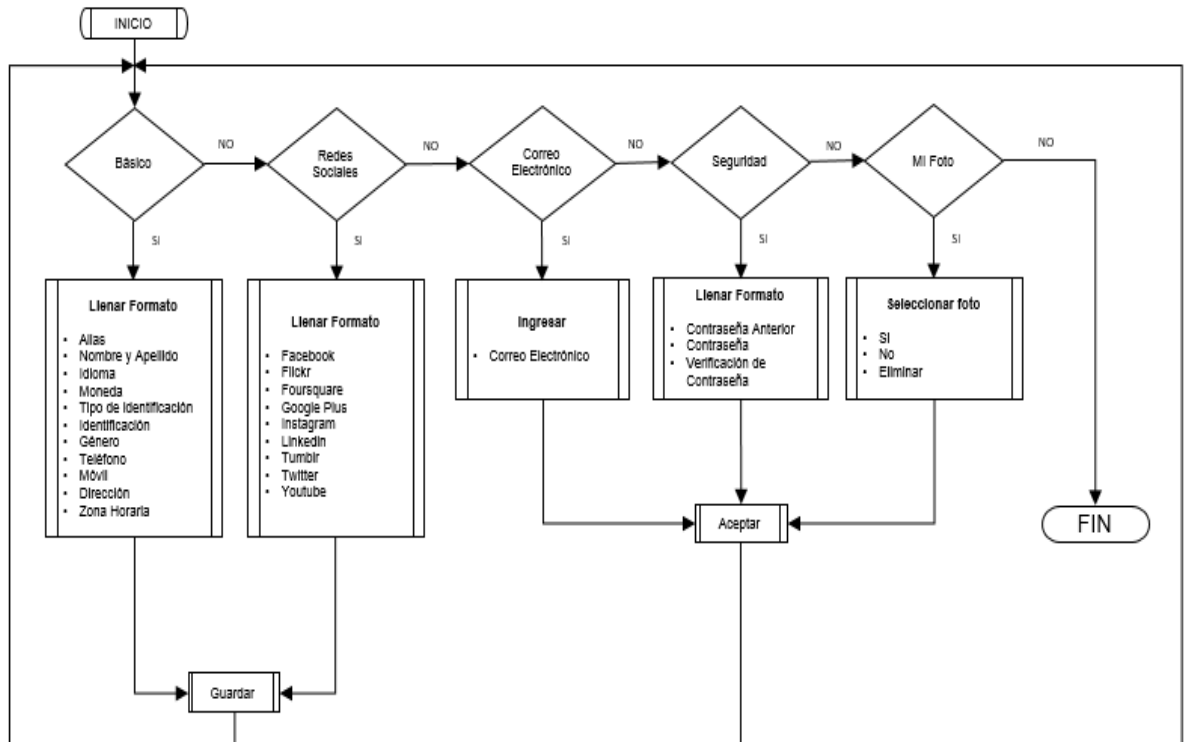 INICIO
Básico
NO
Redes
Sociales
NO
Correo
Electrónico
NO
Seguridad
NO
Mi Foto
NO
SI
SI
SI
SI
SI
Llenar Formato
▪ Alias
▪ Nombre y Apellido
▪ Idioma
▪ Moneda
▪ Tipo de Identificación
▪ Identificación
▪ Género
▪ Teléfono
▪ Móvil
▪ Dirección
▪ Zona Horaria
Llenar Formato
▪ Facebook
▪ Flickr
▪ Foursquare
▪ Google Plus
▪ Instagram
▪ Linkedin
▪ Tumblr
▪ Twitter
▪ Youtube
Ingresar
▪ Correo Electrónico
Llenar Formato
▪ Contraseña Anterior
▪ Contraseña
▪ Verificación de
Contraseña
Seleccionar foto
▪ Si
▪ No
▪ Eliminar
Aceptar
FIN
Guardar